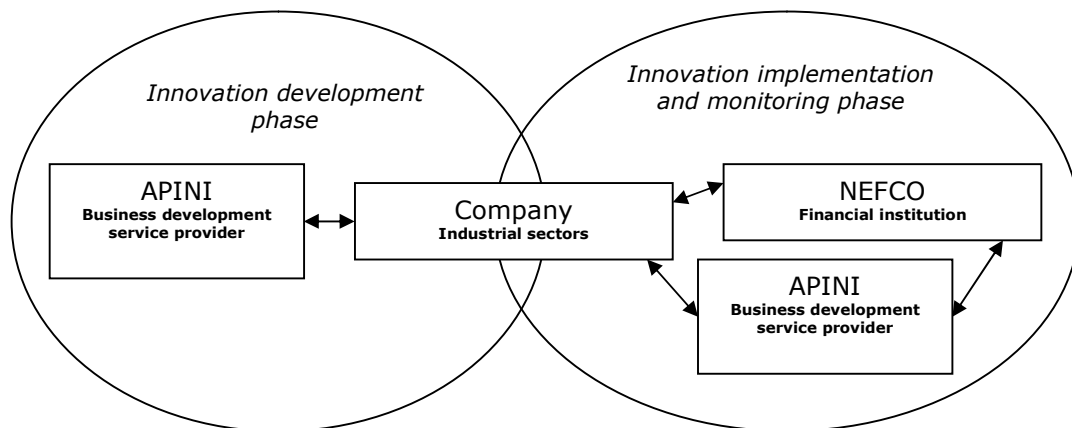 Innovation development
phase
APINI
Business development
service provider
Company
Industrial sectors
Innovation implementation
and monitoring phase
NEFCO
Financial institution
APINI
Business development
service provider